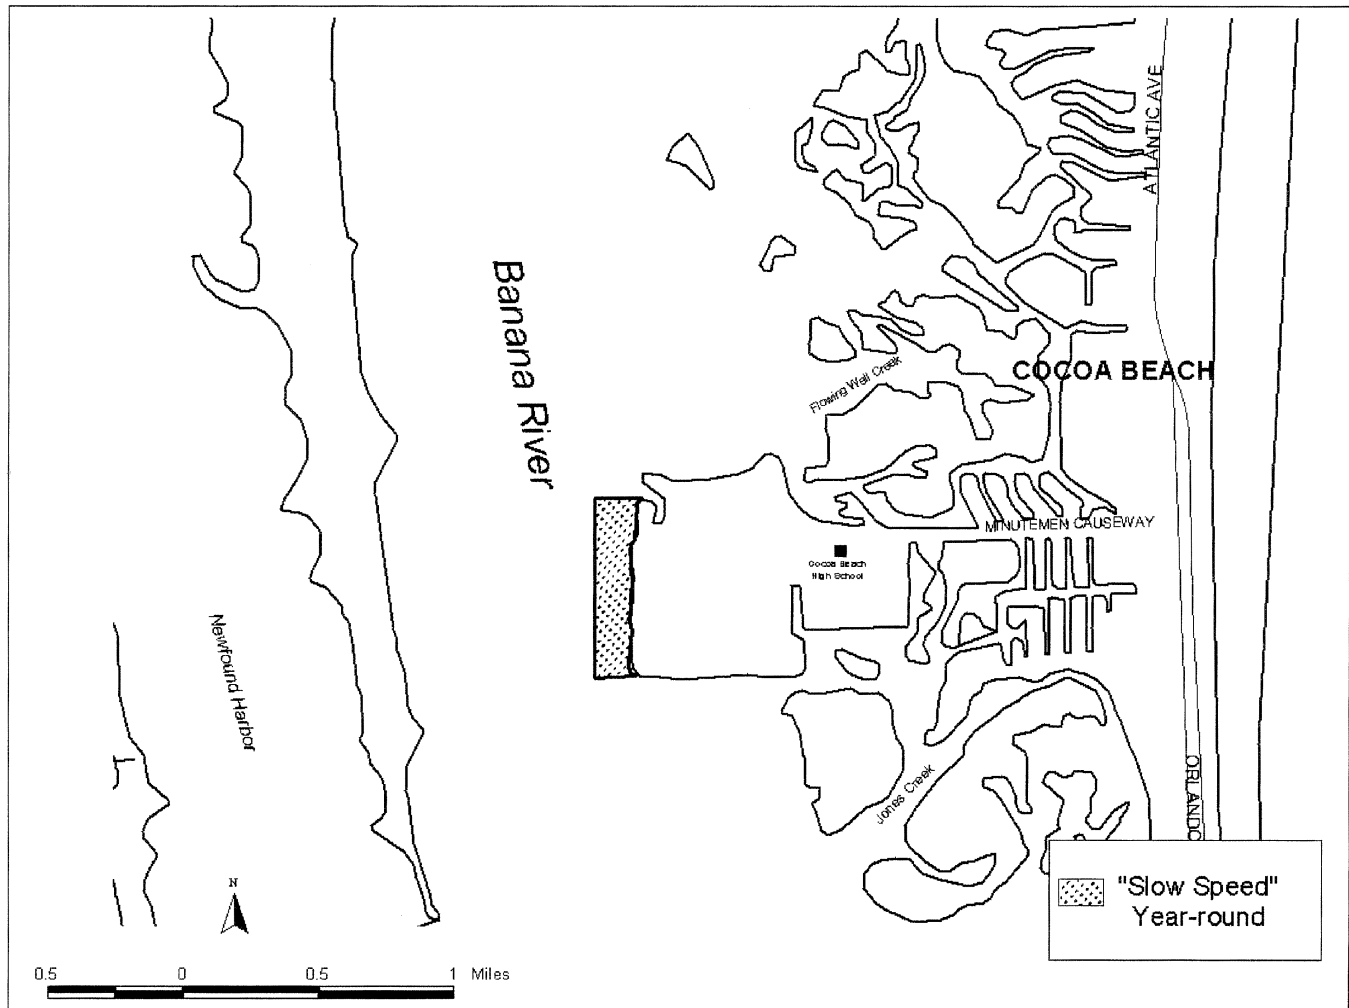 ATLANTIC AVE
Banana River
COCOA BEACH
Flowing Well Creek
MINUTEMEN CAUSEWAY
Cocoa Beach
High School
Newfound Harbor
Jones Creek
ORLANDO
N
"Slow Speed"
Year-round
0.5 0 0.5 1 Miles